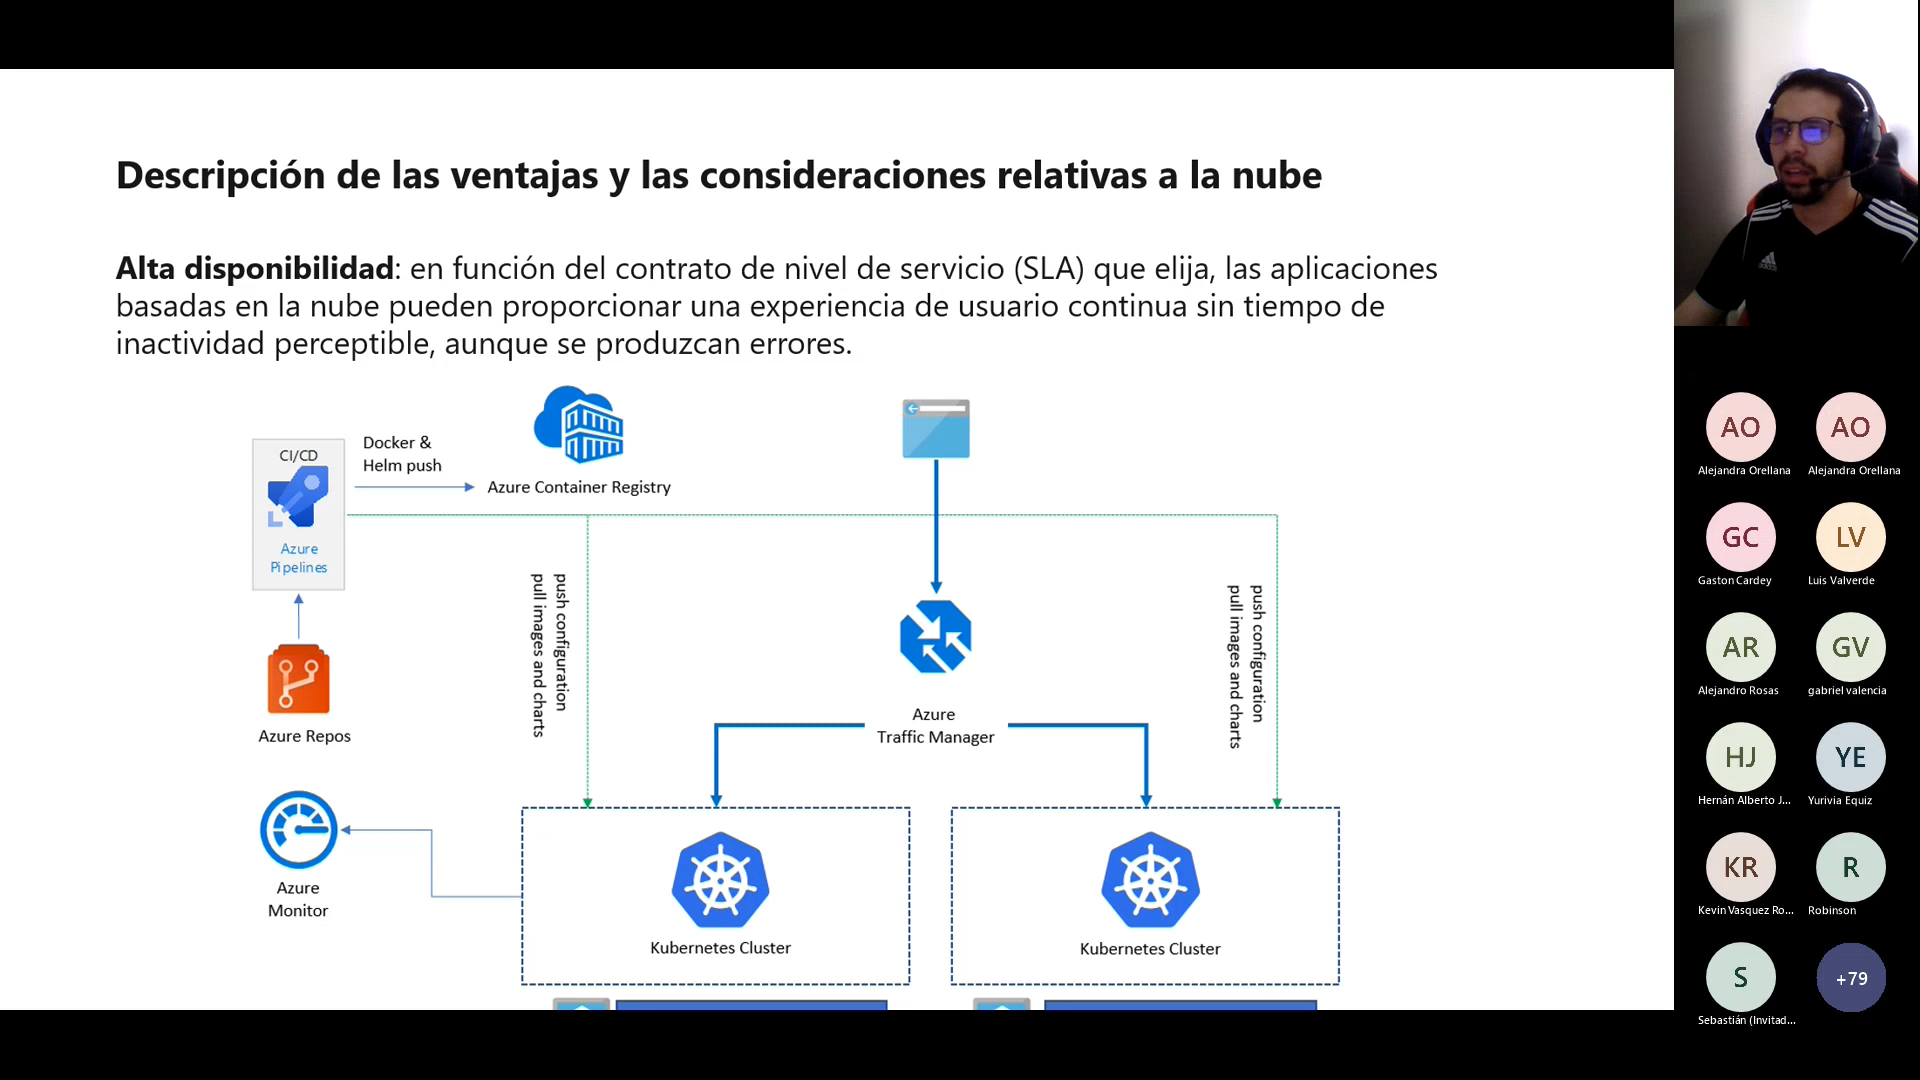 Descripción de las ventajas y las consideraciones relativas a la nube
Alta disponibilidad: en función del contrato de nivel de servicio (SLA) que elija, las aplicaciones
basadas en la nube pueden proporcionar una experiencia de usuario continua sin tiempo de
inactividad perceptible, aunque se produzcan errores.
CI/CD
Azure
Pipelines
Docker &
Helm push
Azure Container Registry
push configuration
pull images and charts
push configuration
pull images and charts
Azure
Traffic Manager
Azure Repos
Azure
Monitor
Kubernetes Cluster
Kubernetes Cluster
adidas
AO
Alejandra Orellana
AO
Alejandra Orellana
GC
Gaston Cardey
LV
Luis Valverde
AR
Alejandro Rosas
GV
gabriel valencia
HJ
Hernán Alberto J...
YE
Yurivia Equiz
KR
Kevin Vasquez Ro...
R
Robinson
S
Sebastián (Invitad...
+79